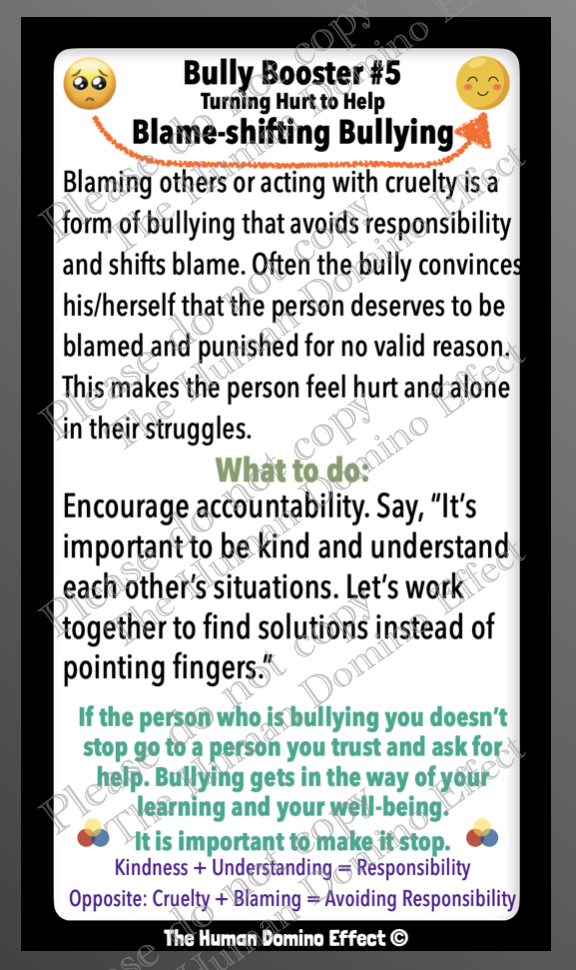 Bully Booster #5
Turning Hurt to Help
Blame-shifting Bullying
Blaming others or acting with cruelty is a
form of bullying that avoids responsibility
and shifts blame. Often the bully convinces
his/herself that the person deserves to be
blamed and punished for no valid reason.
This makes the person feel hurt and alone
in their struggles.
What to do:
Encourage accountability. Say, “It’s
important to be kind and understand
each other’s situations. Let’s work
together to find solutions instead of
pointing fingers.”
If the person who is bullying you doesn’t
stop go to a person you trust and ask for
help. Bullying gets in the way of your
learning and your well-being.
It is important to make it stop.
Kindness + Understanding = Responsibility
Opposite: Cruelty + Blaming = Avoiding Responsibility
The Human Domino Effect ©
Please do not copy
The Human Domino Effect
Please do not copy
The Human Domino Effect
Please do not copy
The Human Domino Effect
Please do not copy
The Human Domino Effect
Please do not copy
The Human Domino Effect